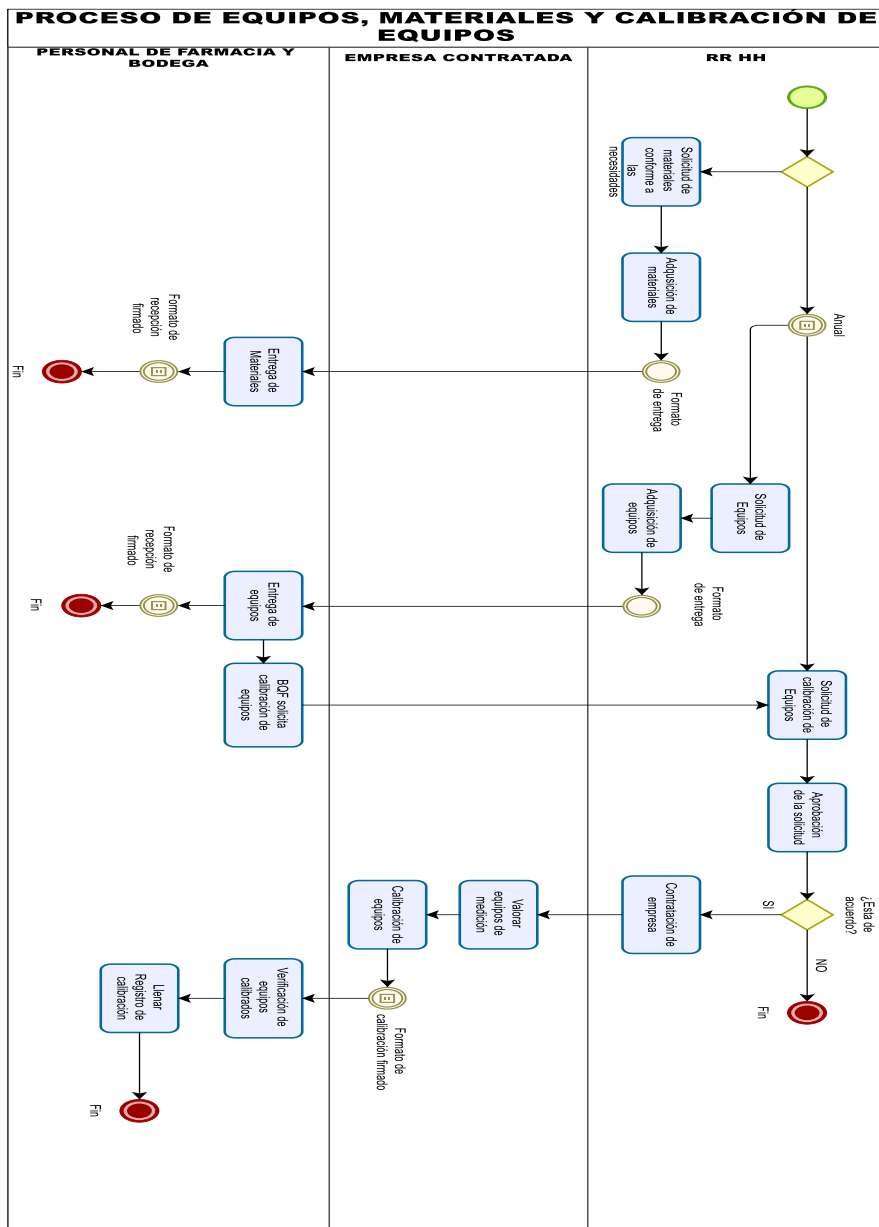 PROCESO DE EQUIPOS, MATERIALES Y CALIBRACIÓN DE
EQUIPOS
PERSONAL DE FARMACIA Y
BODEGA
EMPRESA CONTRATADA
RR HH
Solicitud de
materiales
conforme a
las
necesidades
Adqusición de
materiales
Anual
Formato
de entrega
Entrega de
Materiales
Formato de
recepción
firmado
Fin
Solicitud de
Equipos
Adquisición de
equipos
Formato
de entrega
Entrega de
equipos
Formato de
recepción
firmado
Fin
BQF solicita
calibración de
equipos
Solicitud de
calibración de
Equipos
Aprobación
de la solicitud
¿Esta de
acuerdo?
SI
NO
Fin
Contratación de
empresa
Valorar
equipos de
medición
Calibración de
equipos
Formato de
calibración firmado
Verificación de
equipos
calibrados
Llenar
Registro de
calibración
Fin